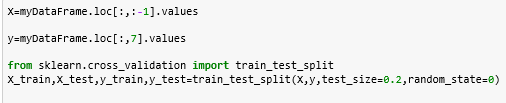 X=myDataFrame.loc[:,:-1].values
y=myDataFrame.loc[:,7].values
from sklearn.cross_validation import train_test_split
X_train,X_test,y_train,y_test=train_test_split(X,y,test_size=0.2,random_state=0)